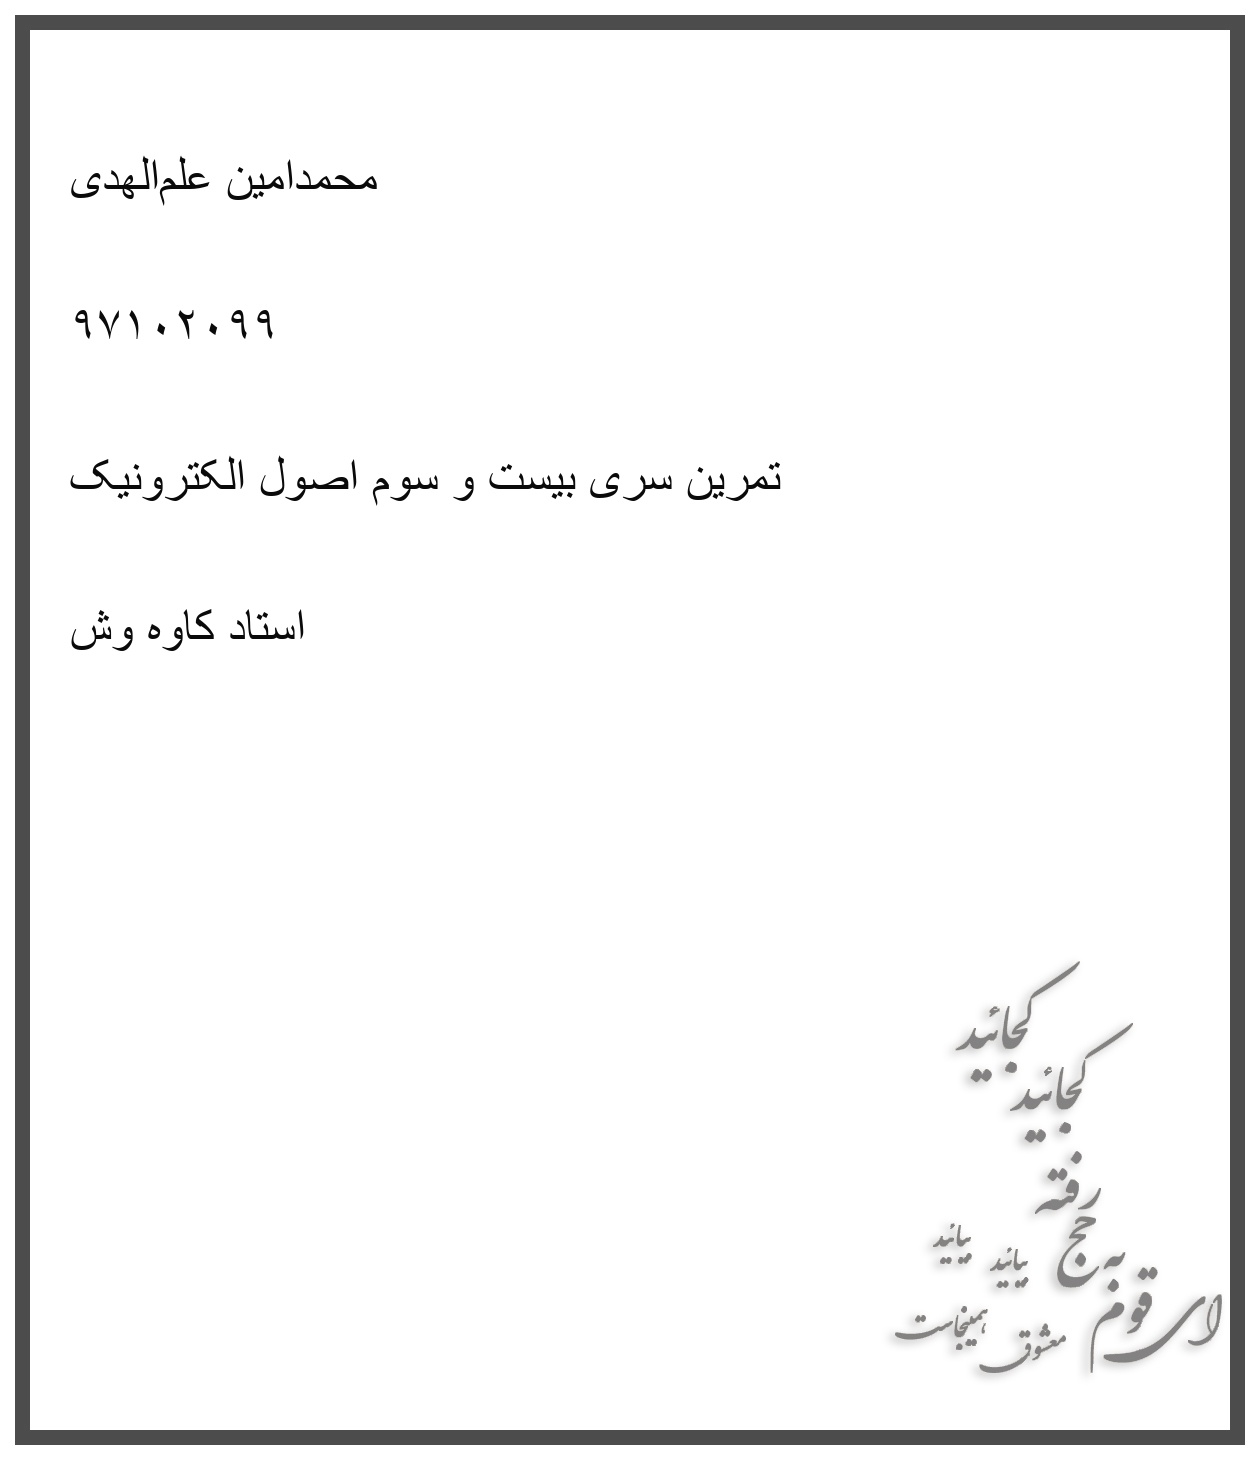 محمدامین علم‌الهدی
۹۷۱۰۲۰۹۹
تمرین سری بیست و سوم اصول الکترونیک
استاد کاوه وش
ای قوم به حج رفته کجائید کجائید
معشوق همینجاست بیائید بیائید